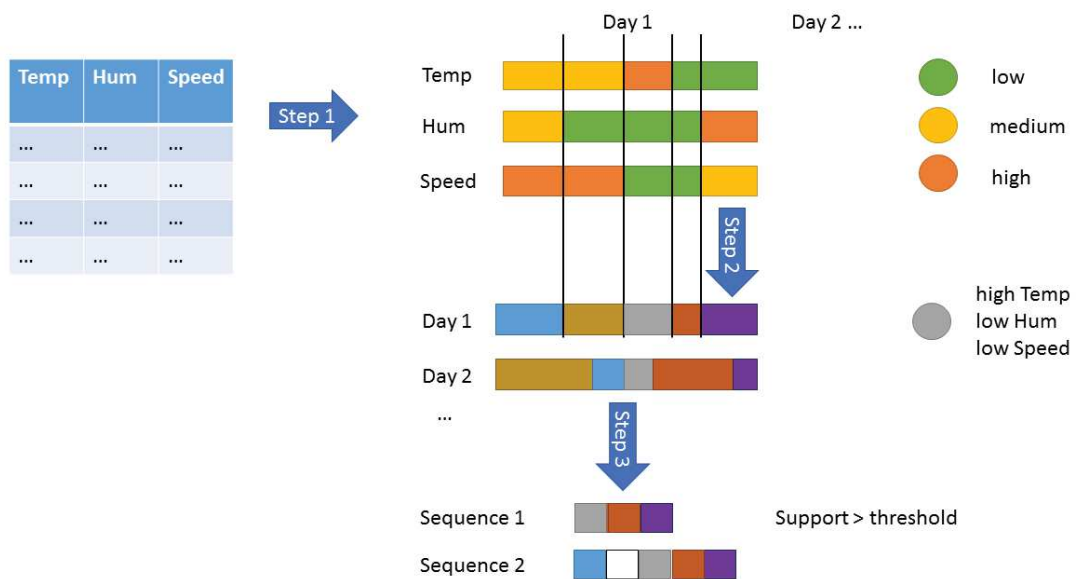 Day 1 Day 2 ...
Temp Hum Speed
... ... ...
... ... ...
... ... ...
... ... ...
Step 1
Temp
Hum
Speed
low
medium
high
Step 2
Day 1
Day 2
...
high Temp
low Hum
low Speed
Step 3
Sequence 1
Support > threshold
Sequence 2